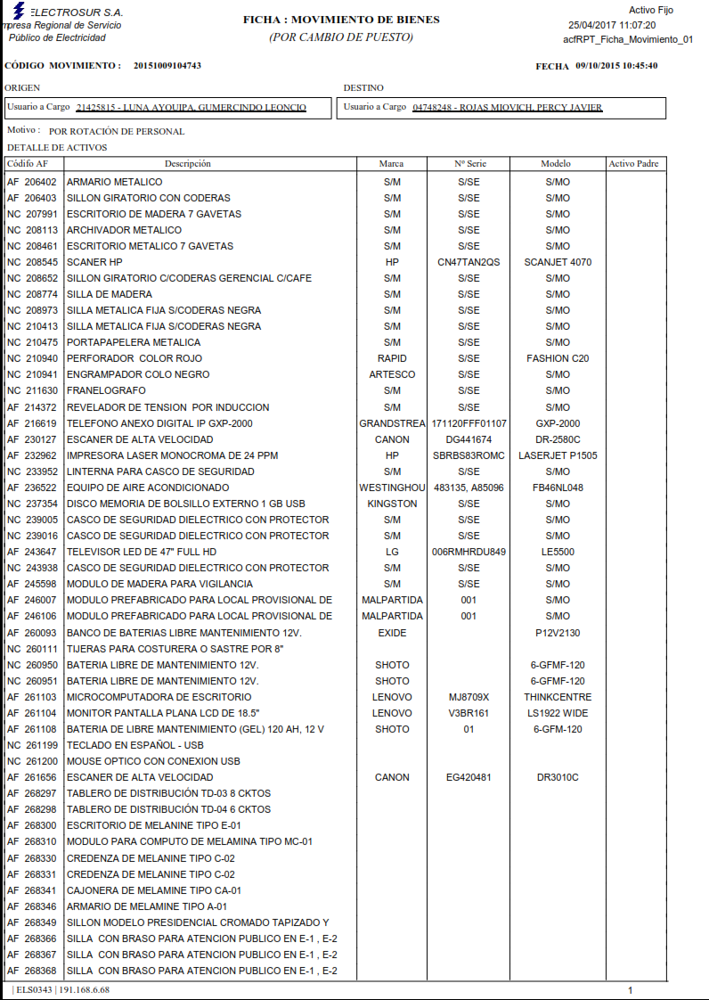 ELECTROSUR S.A.
Empresa Regional de Servicio
Público de Electricidad
FICHA : MOVIMIENTO DE BIENES
(POR CAMBIO DE PUESTO)
Activo Fijo
25/04/2017 11:07:20
acfRPT_Ficha_Movimiento_01
CÓDIGO MOVIMIENTO : 20151009104743 FECHA 09/10/2015 10:45:40
ORIGEN DESTINO
Usuario a Cargo 21425815 - LUNA AYQUIPA, GUMERCINDO LEONCIO Usuario a Cargo 04748248 - ROJAS MIOVICH, PERCY JAVIER
Motivo : POR ROTACIÓN DE PERSONAL
DETALLE DE ACTIVOS
Códifo AF Descripción Marca Nº Serie Modelo Activo Padre
AF 206402 ARMARIO METALICO S/M S/SE S/MO
AF 206403 SILLON GIRATORIO CON CODERAS S/M S/SE S/MO
NC 207991 ESCRITORIO DE MADERA 7 GAVETAS S/M S/SE S/MO
NC 208113 ARCHIVADOR METALICO S/M S/SE S/MO
NC 208461 ESCRITORIO METALICO 7 GAVETAS S/M S/SE S/MO
NC 208545 SCANER HP HP CN47TAN2QS SCANJET 4070
NC 208652 SILLON GIRATORIO C/CODERAS GERENCIAL C/CAFE S/M S/SE S/MO
NC 208774 SILLA DE MADERA S/M S/SE S/MO
NC 208973 SILLA METALICA FIJA S/CODERAS NEGRA S/M S/SE S/MO
NC 210413 SILLA METALICA FIJA S/CODERAS NEGRA S/M S/SE S/MO
NC 210475 PORTAPAPELERA METALICA S/M S/SE S/MO
NC 210940 PERFORADOR COLOR ROJO RAPID S/SE FASHION C20
NC 210941 ENGRAMPADOR COLO NEGRO ARTESCO S/SE S/MO
NC 211630 FRANELOGRAFO S/M S/SE S/MO
AF 214372 REVELADOR DE TENSION POR INDUCCION S/M S/SE S/MO
AF 216619 TELEFONO ANEXO DIGITAL IP GXP-2000 GRANDSTREA 171120FFF01107 GXP-2000
AF 230127 ESCANER DE ALTA VELOCIDAD CANON DG441674 DR-2580C
AF 232962 IMPRESORA LASER MONOCROMA DE 24 PPM HP SBRBS83ROMC LASERJET P1505
NC 233952 LINTERNA PARA CASCO DE SEGURIDAD S/M S/SE S/MO
AF 236522 EQUIPO DE AIRE ACONDICIONADO WESTINGHOU 483135, A85096 FB46NL048
NC 237354 DISCO MEMORIA DE BOLSILLO EXTERNO 1 GB USB KINGSTON S/SE S/MO
NC 239005 CASCO DE SEGURIDAD DIELECTRICO CON PROTECTOR S/M S/SE S/MO
NC 239016 CASCO DE SEGURIDAD DIELECTRICO CON PROTECTOR S/M S/SE S/MO
AF 243647 TELEVISOR LED DE 47" FULL HD LG 006RMHRDU849 LE5500
NC 243938 CASCO DE SEGURIDAD DIELECTRICO CON PROTECTOR S/M S/SE S/MO
AF 245598 MODULO DE MADERA PARA VIGILANCIA S/M S/SE S/MO
AF 246007 MODULO PREFABRICADO PARA LOCAL PROVISIONAL DE MALPARTIDA 001 S/MO
AF 246106 MODULO PREFABRICADO PARA LOCAL PROVISIONAL DE MALPARTIDA 001 S/MO
AF 260093 BANCO DE BATERIAS LIBRE MANTENIMIENTO 12V. EXIDE P12V2130
NC 260111 TIJERAS PARA COSTURERA O SASTRE POR 8"
NC 260950 BATERIA LIBRE DE MANTENIMIENTO 12V. SHOTO 6-GFMF-120
NC 260951 BATERIA LIBRE DE MANTENIMIENTO 12V. SHOTO 6-GFMF-120
AF 261103 MICROCOMPUTADORA DE ESCRITORIO LENOVO MJ8709X THINKCENTRE
AF 261104 MONITOR PANTALLA PLANA LCD DE 18.5" LENOVO V3BR161 LS1922 WIDE
AF 261108 BATERIA DE LIBRE MANTENIMIENTO (GEL) 120 AH, 12 V SHOTO 01 6-GFM-120
NC 261199 TECLADO EN ESPAÑOL - USB
NC 261200 MOUSE OPTICO CON CONEXION USB
AF 261656 ESCANER DE ALTA VELOCIDAD CANON EG420481 DR3010C
AF 268297 TABLERO DE DISTRIBUCIÓN TD-03 8 CKTOS
AF 268298 TABLERO DE DISTRIBUCIÓN TD-04 6 CKTOS
AF 268300 ESCRITORIO DE MELANINE TIPO E-01
AF 268310 MODULO PARA COMPUTO DE MELAMINA TIPO MC-01
AF 268330 CREDENZA DE MELANINE TIPO C-02
AF 268331 CREDENZA DE MELANINE TIPO C-02
AF 268341 CAJONERA DE MELAMINE TIPO CA-01
AF 268346 ARMARIO DE MELAMINE TIPO A-01
AF 268349 SILLON MODELO PRESIDENCIAL CROMADO TAPIZADO Y
AF 268366 SILLA CON BRASO PARA ATENCION PUBLICO EN E-1 , E-2
AF 268367 SILLA CON BRASO PARA ATENCION PUBLICO EN E-1 , E-2
AF 268368 SILLA CON BRASO PARA ATENCION PUBLICO EN E-1 , E-2
| ELS0343 | 191.168.6.68 1